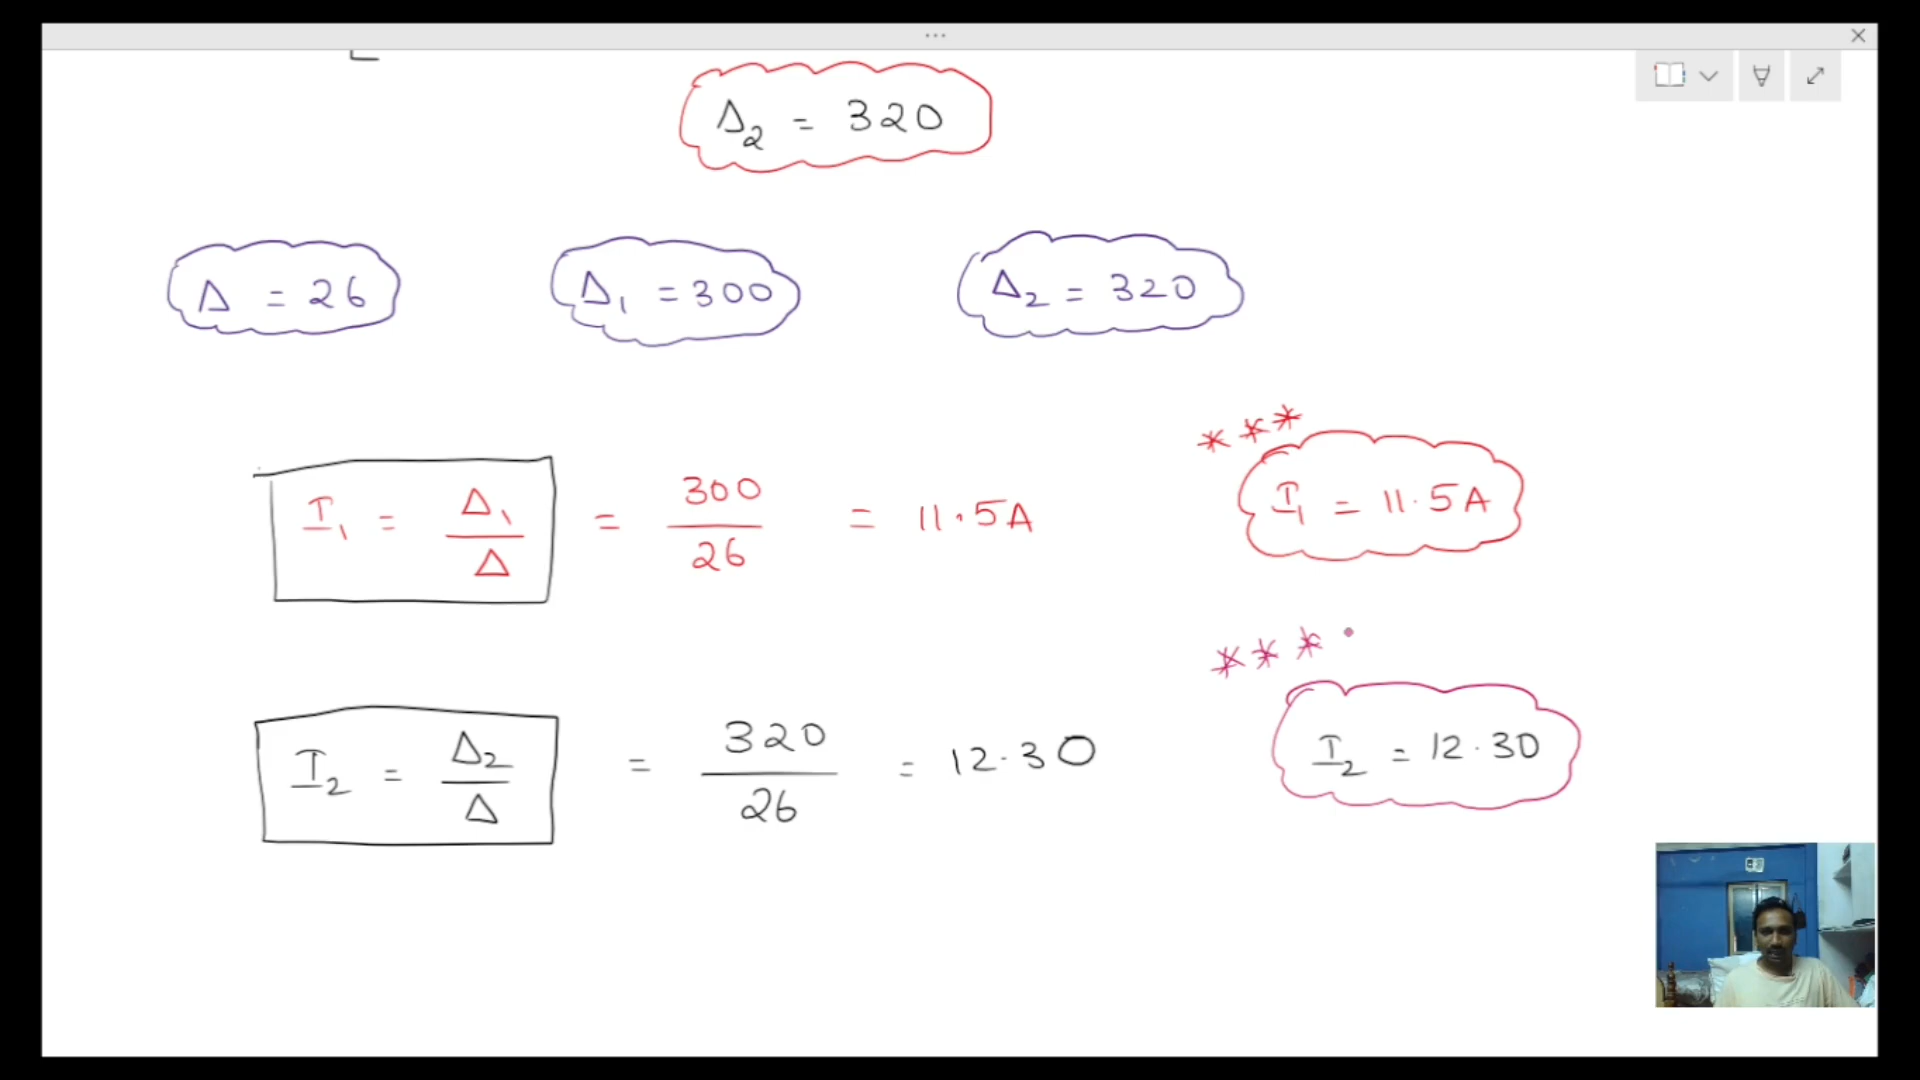 Δ₂ = 320
Δ = 26 Δ₁ = 300 Δ₂ = 320
***
I₁ = Δ₁/Δ = 300/26 = 11.5A I₁ = 11.5A
***
I₂ = Δ₂/Δ = 320/26 = 12.30 I₂ = 12.30